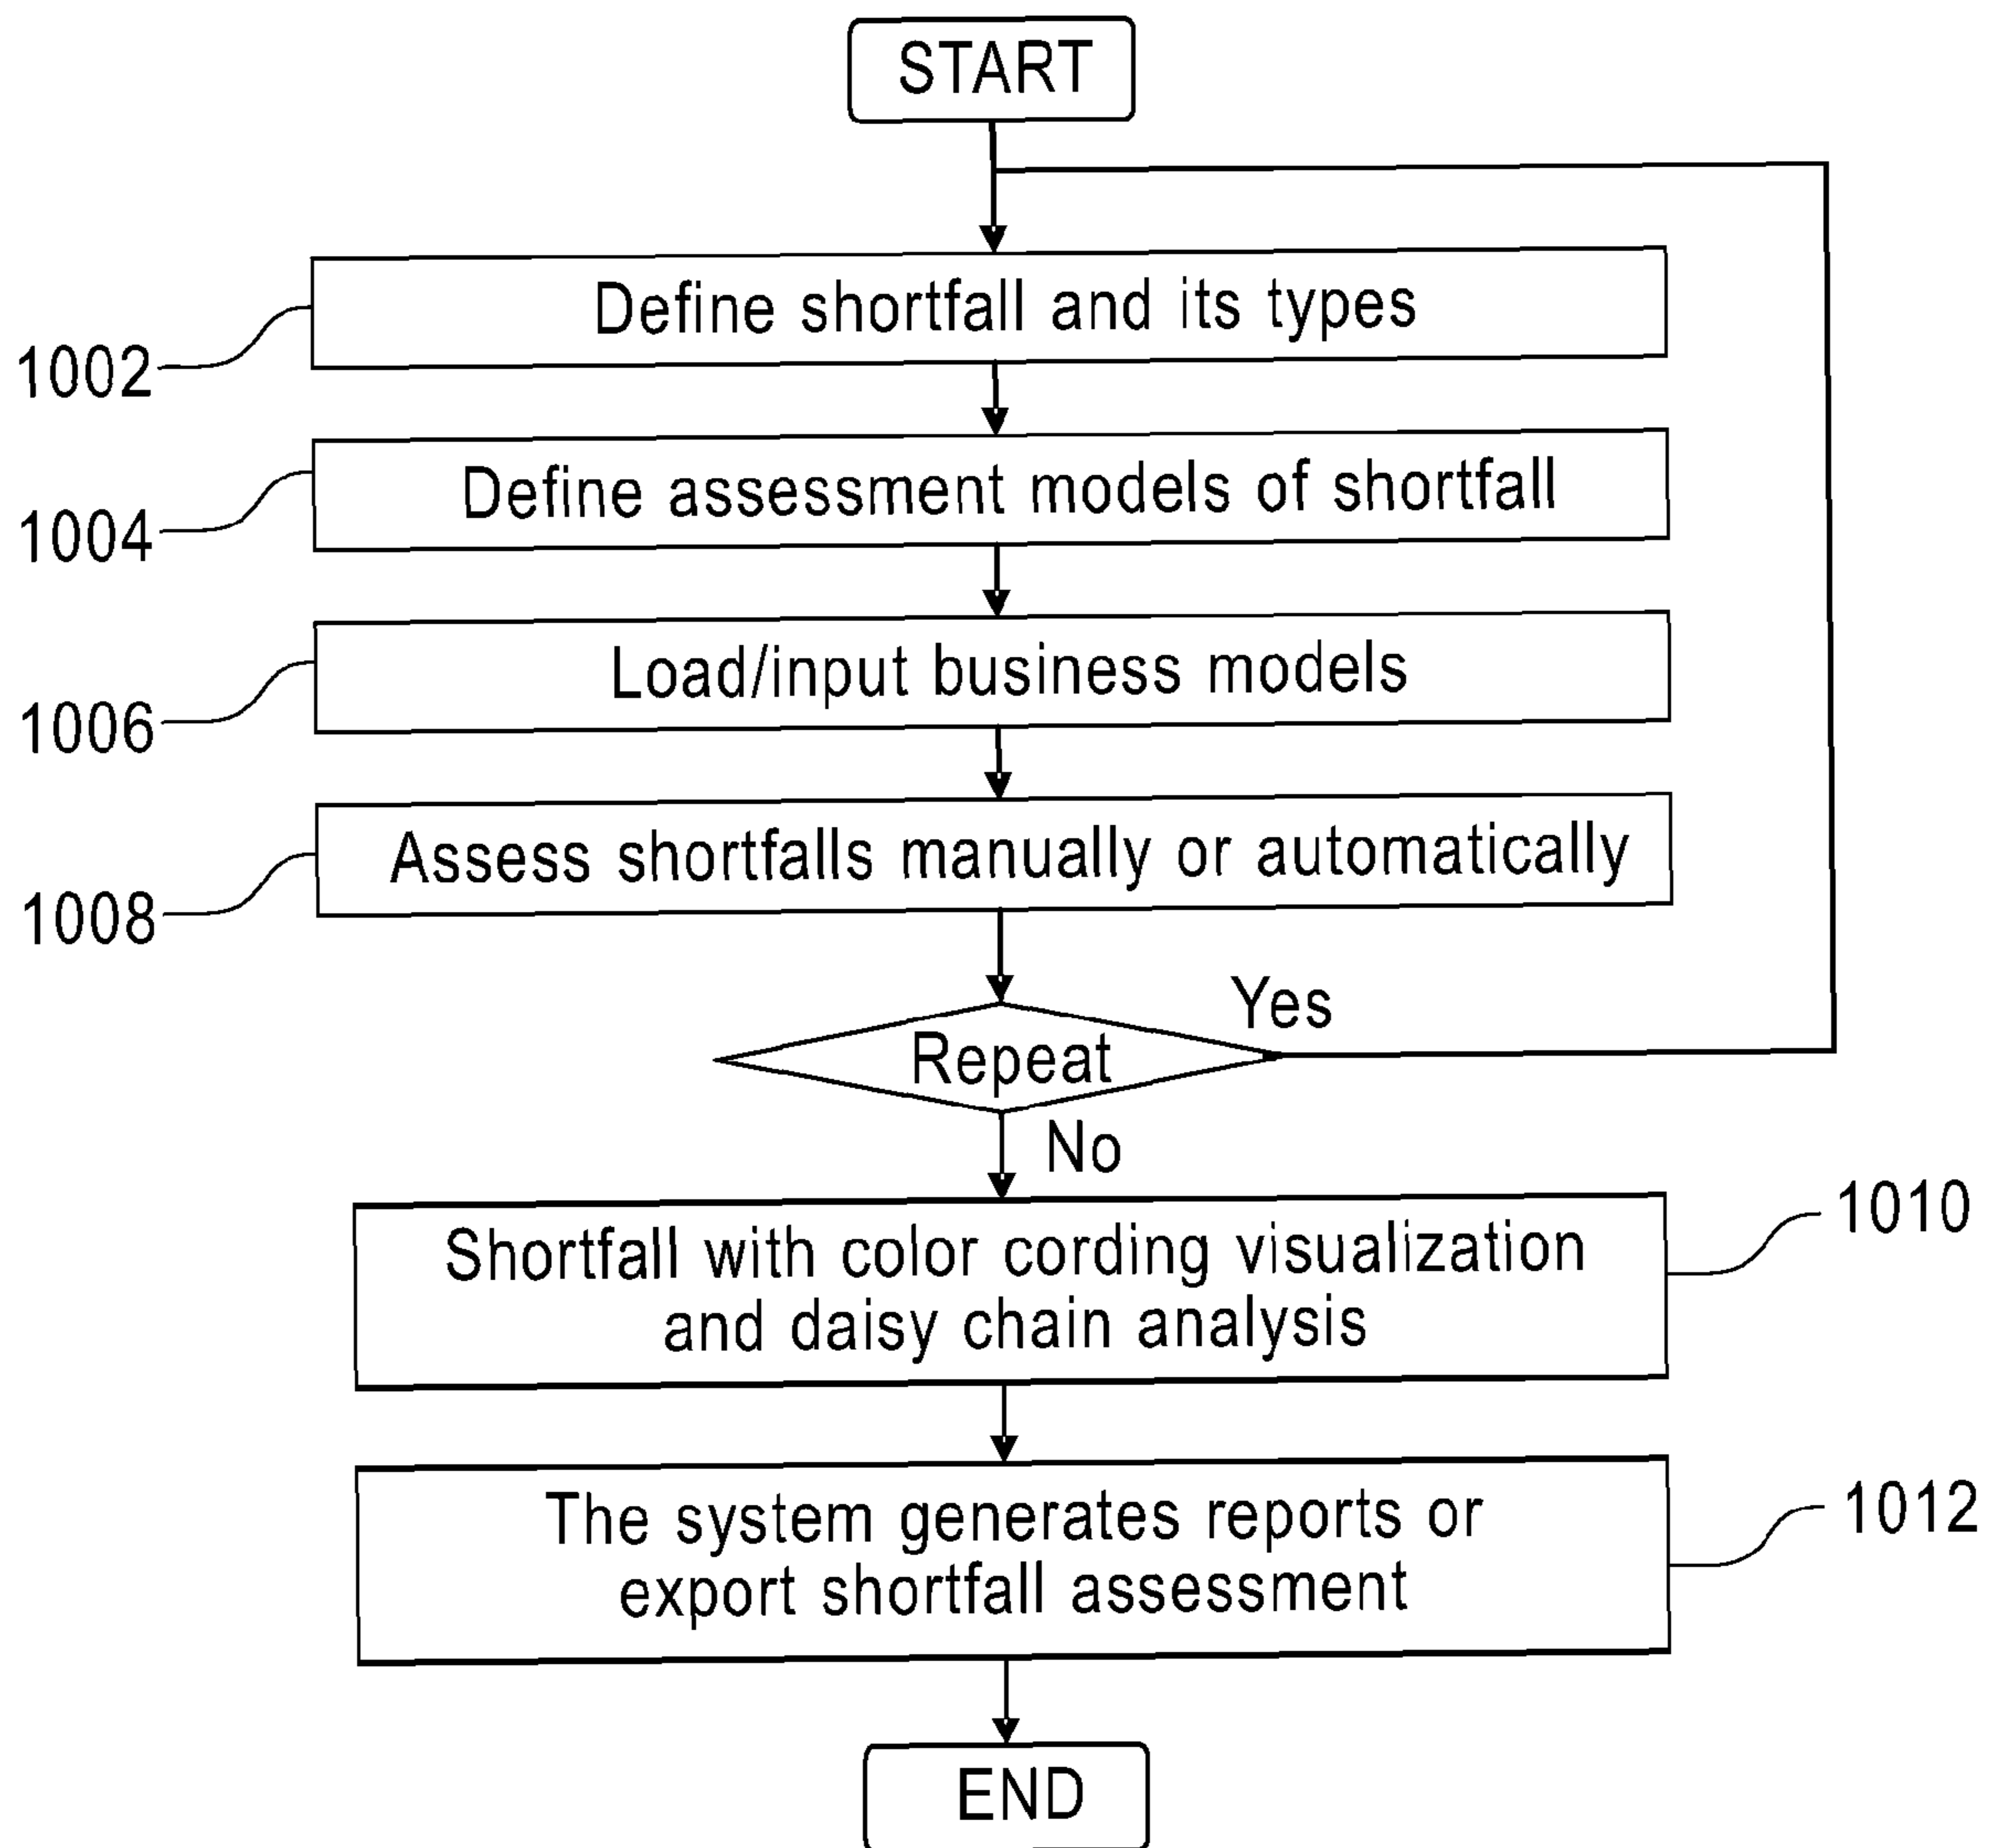 START
Define shortfall and its types
1002
Define assessment models of shortfall
1004
Load/input business models
1006
Assess shortfalls manually or automatically
1008
Yes
Repeat
No
1010
Shortfall with color cording visualization
and daisy chain analysis
1012
The system generates reports or
export shortfall assessment
END